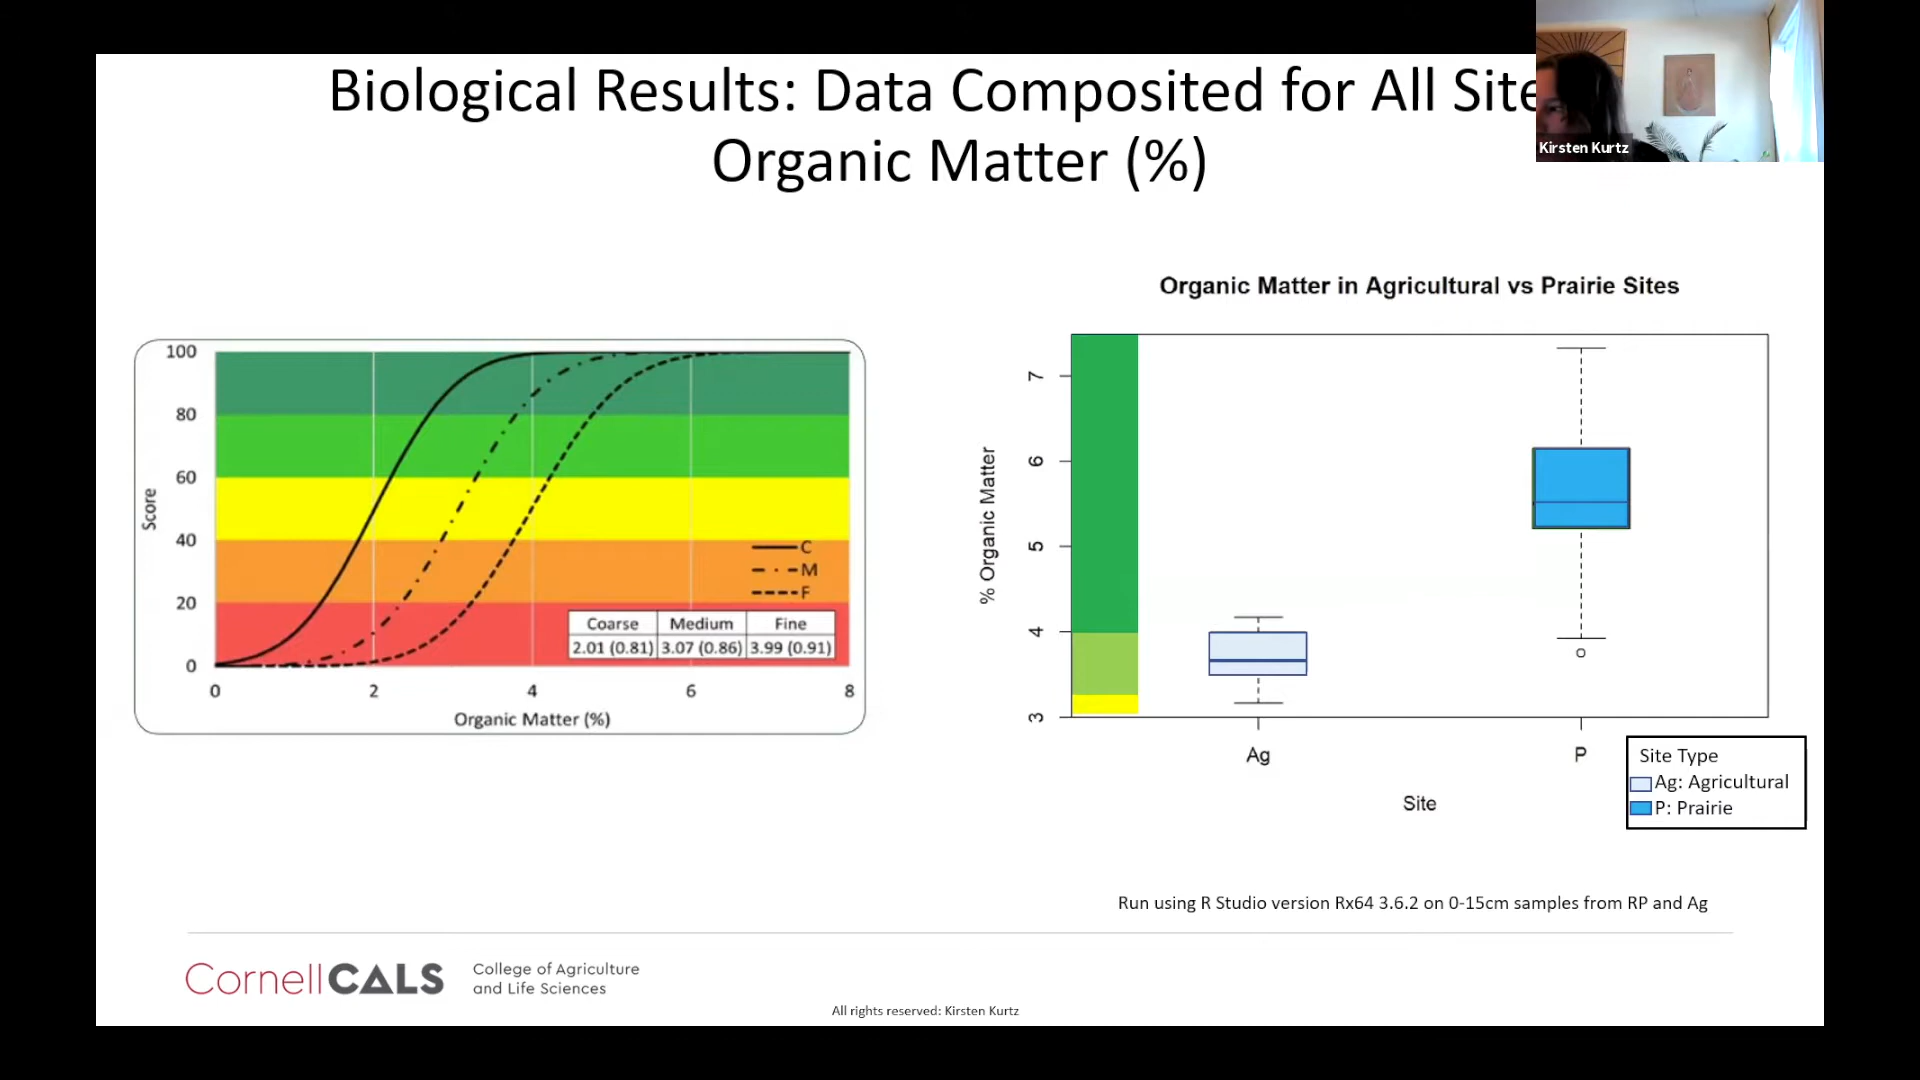 Biological Results: Data Composited for All Site
Organic Matter (%)
Kirsten Kurtz
100
80
60
40
20
0
Score
C
M
F
Coarse Medium Fine
2.01 (0.81) 3.07 (0.86) 3.99 (0.91)
0 2 4 6 8
Organic Matter (%)
Organic Matter in Agricultural vs Prairie Sites
7
6
5
4
3
% Organic Matter
Ag P
Site
Site Type
Ag: Agricultural
P: Prairie
Run using R Studio version Rx64 3.6.2 on 0-15cm samples from RP and Ag
CornellCALS
College of Agriculture
and Life Sciences
All rights reserved: Kirsten Kurtz